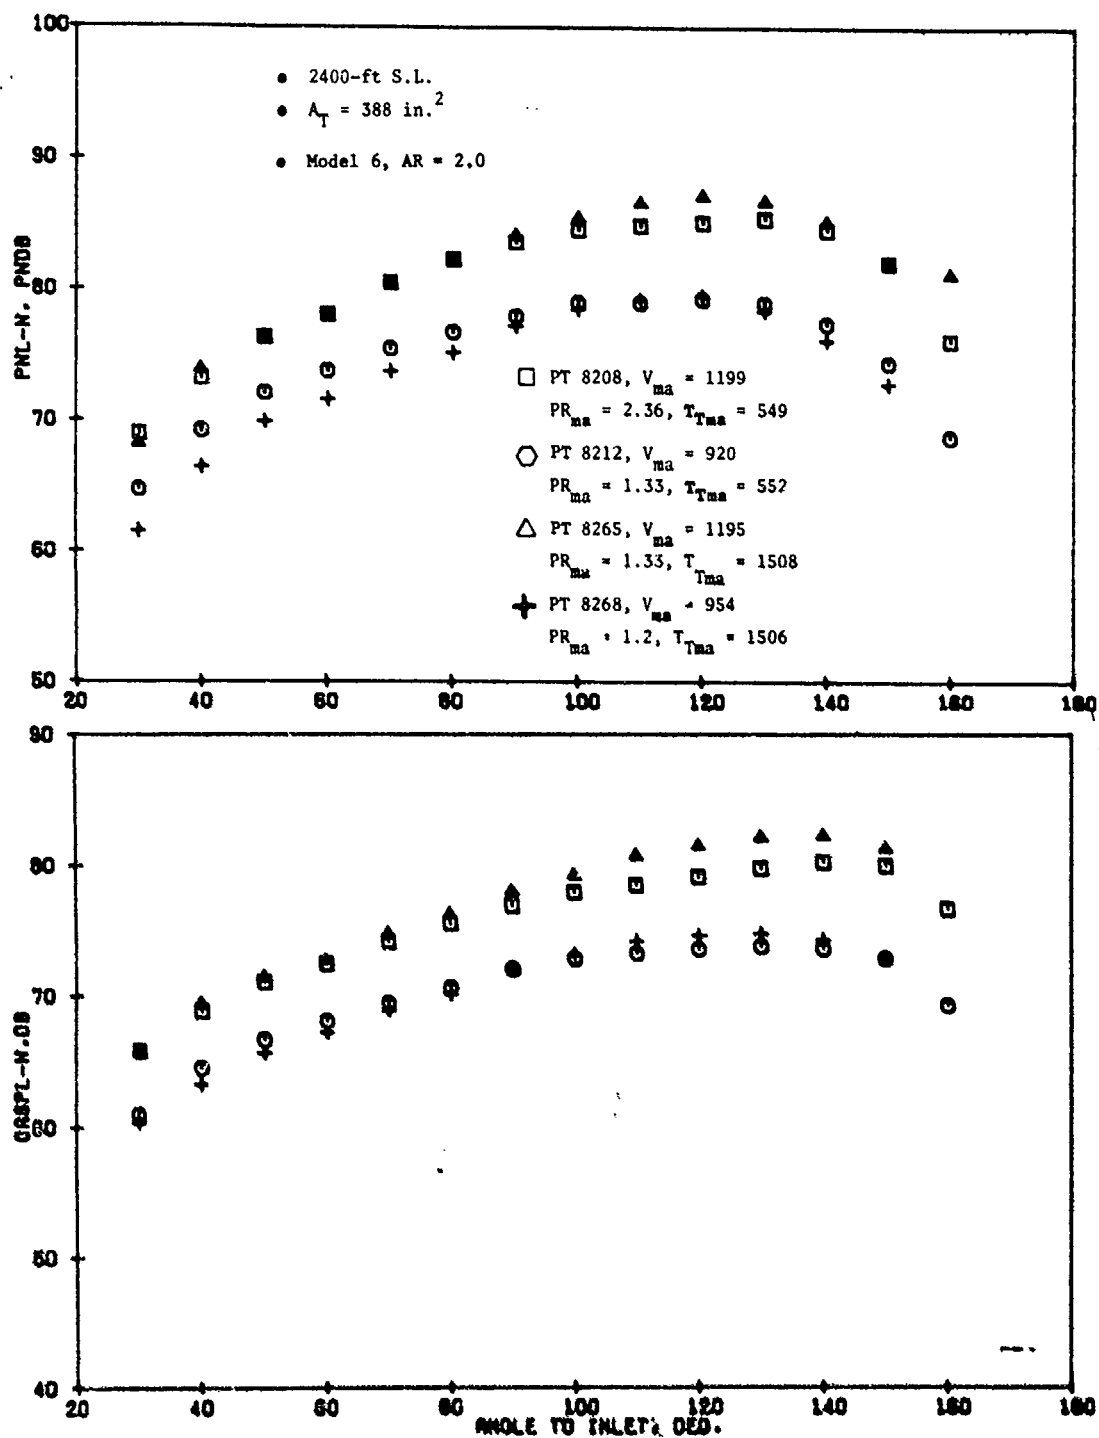 100
90
80
70
60
50
PNL-N, PNDB
• 2400-ft S.L.
• A_T = 388 in.²
• Model 6, AR = 2.0
□ PT 8208, V_ma = 1199
PR_ma = 2.36, T_Tma = 549
○ PT 8212, V_ma = 920
PR_ma = 1.33, T_Tma = 552
△ PT 8265, V_ma = 1195
PR_ma = 1.33, T_Tma = 1508
+ PT 8268, V_ma = 954
PR_ma = 1.2, T_Tma = 1506
20 40 60 80 100 120 140 160 180
90
80
70
60
50
40
OASPL-N, DB
20 40 60 80 100 120 140 160 180
ANGLE TO INLET, DEG.